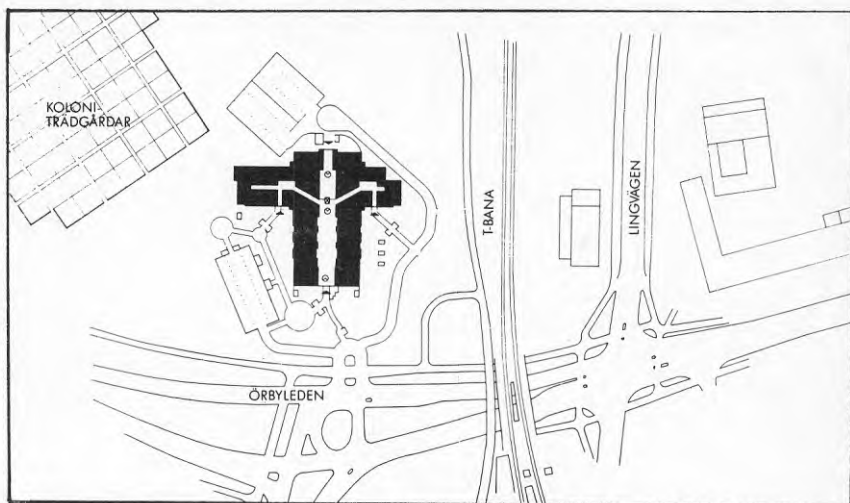 KOLONI-
TRÄDGÅRDAR
T-BANA
LINGVÄGEN
ÖRBYLEDEN